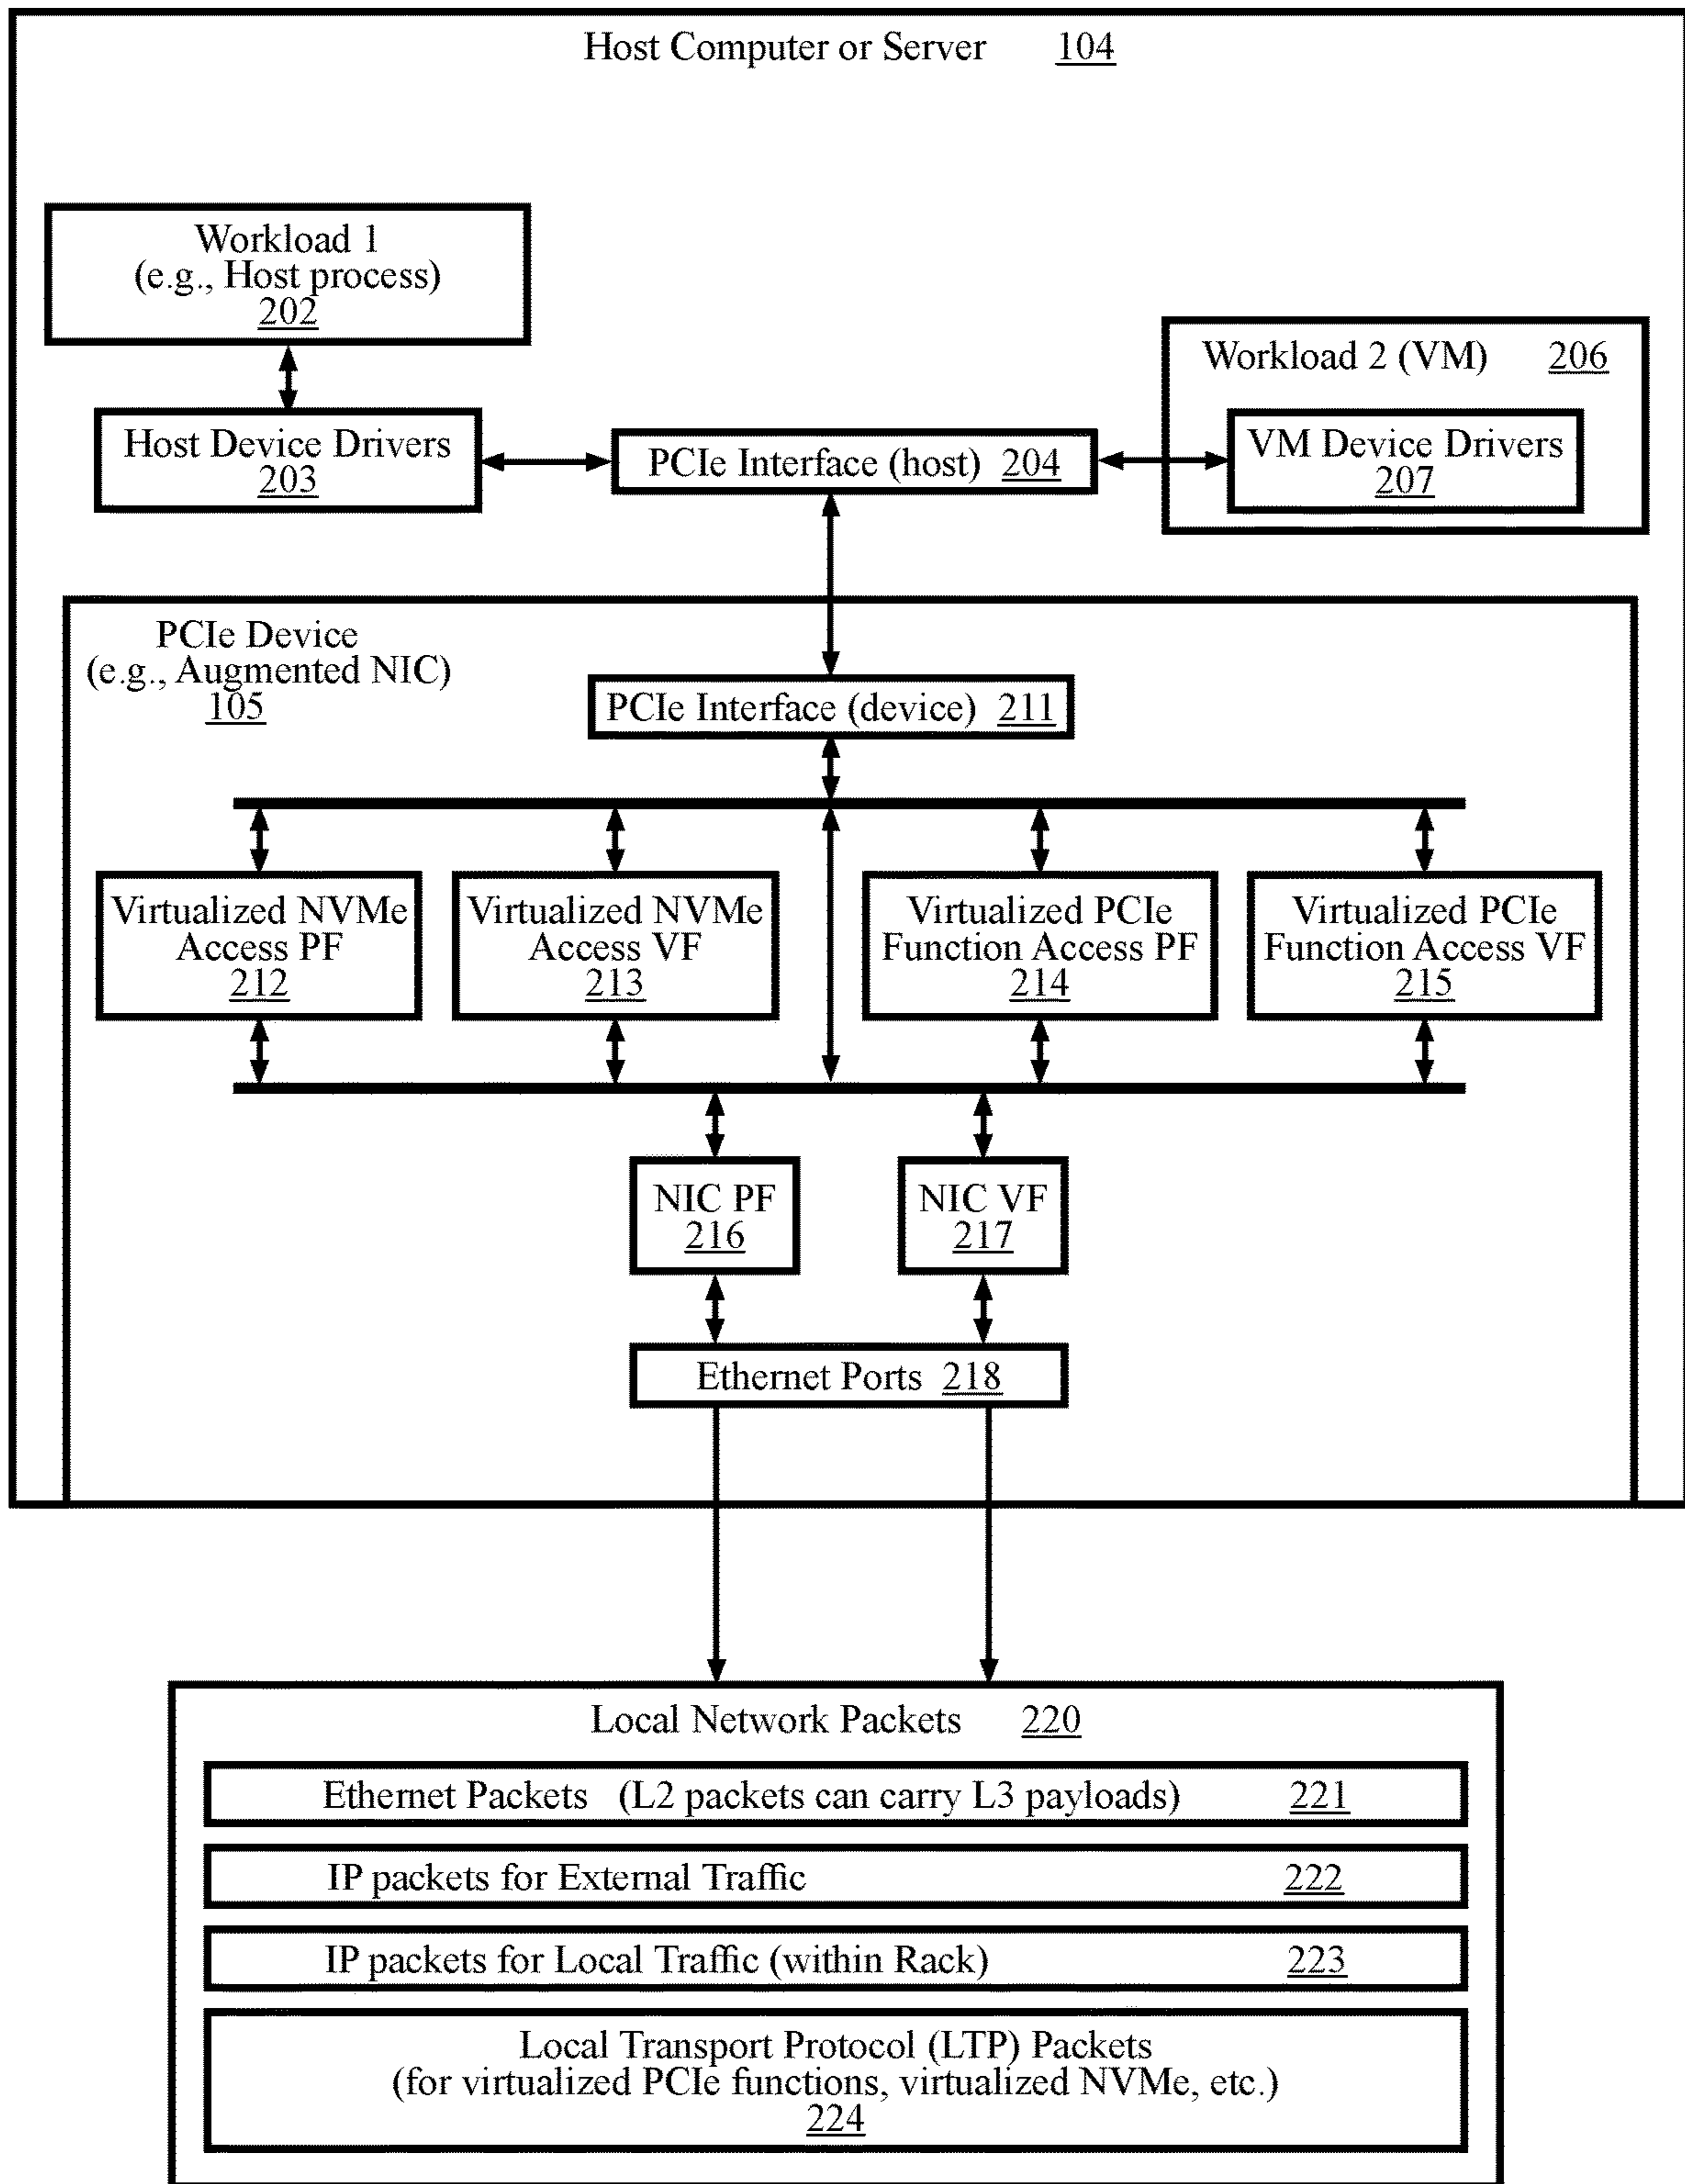 Host Computer or Server 104
Workload 1
(e.g., Host process)
202
Workload 2 (VM) 206
Host Device Drivers
203
PCIe Interface (host) 204
VM Device Drivers
207
PCIe Device
(e.g., Augmented NIC)
105
PCIe Interface (device) 211
Virtualized NVMe
Access PF
212
Virtualized NVMe
Access VF
213
Virtualized PCIe
Function Access PF
214
Virtualized PCIe
Function Access VF
215
NIC PF
216
NIC VF
217
Ethernet Ports 218
Local Network Packets 220
Ethernet Packets (L2 packets can carry L3 payloads) 221
IP packets for External Traffic 222
IP packets for Local Traffic (within Rack) 223
Local Transport Protocol (LTP) Packets
(for virtualized PCIe functions, virtualized NVMe, etc.)
224